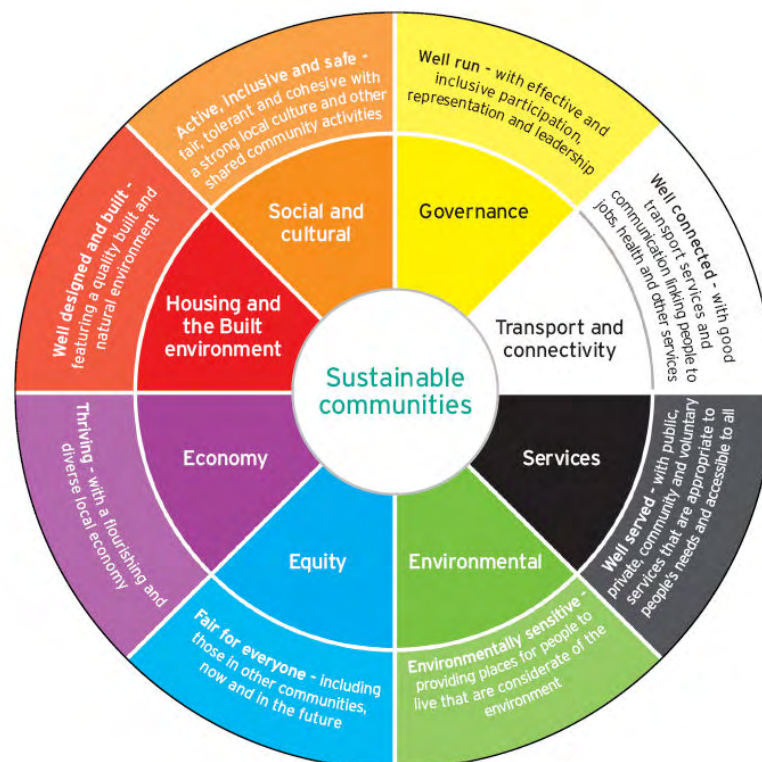 Sustainable
communities
Governance
Well run - with effective and
inclusive participation,
representation and leadership
Transport and
connectivity
Well connected - with good
transport services and
communication linking people to
jobs, health and other services
Services
Well served - with public,
private, community and voluntary
services that are appropriate to
people's needs and accessible to all
Environmental
Environmentally sensitive -
providing places for people to
live that are considerate of the
environment
Equity
Fair for everyone - including
those in other communities,
now and in the future
Economy
Thriving - with a flourishing and
diverse local economy
Housing and
the Built
environment
Well designed and built -
featuring a quality built and
natural environment
Social and
cultural
Active, inclusive and safe -
fair, tolerant and cohesive with
a strong local culture and other
shared community activities